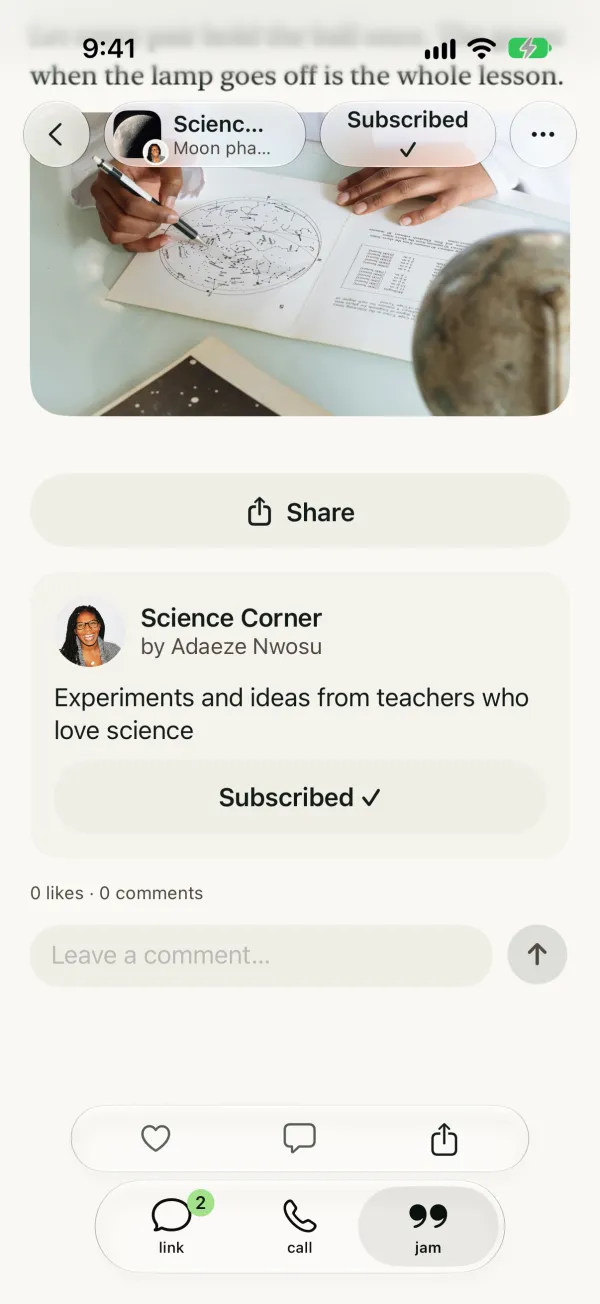 9:41
when the lamp goes off is the whole lesson.
Scienc...
Moon pha...
Subscribed
✓
Share
Science Corner
by Adaeze Nwosu
Experiments and ideas from teachers who
love science
Subscribed ✓
0 likes · 0 comments
Leave a comment...
2
link
call
jam